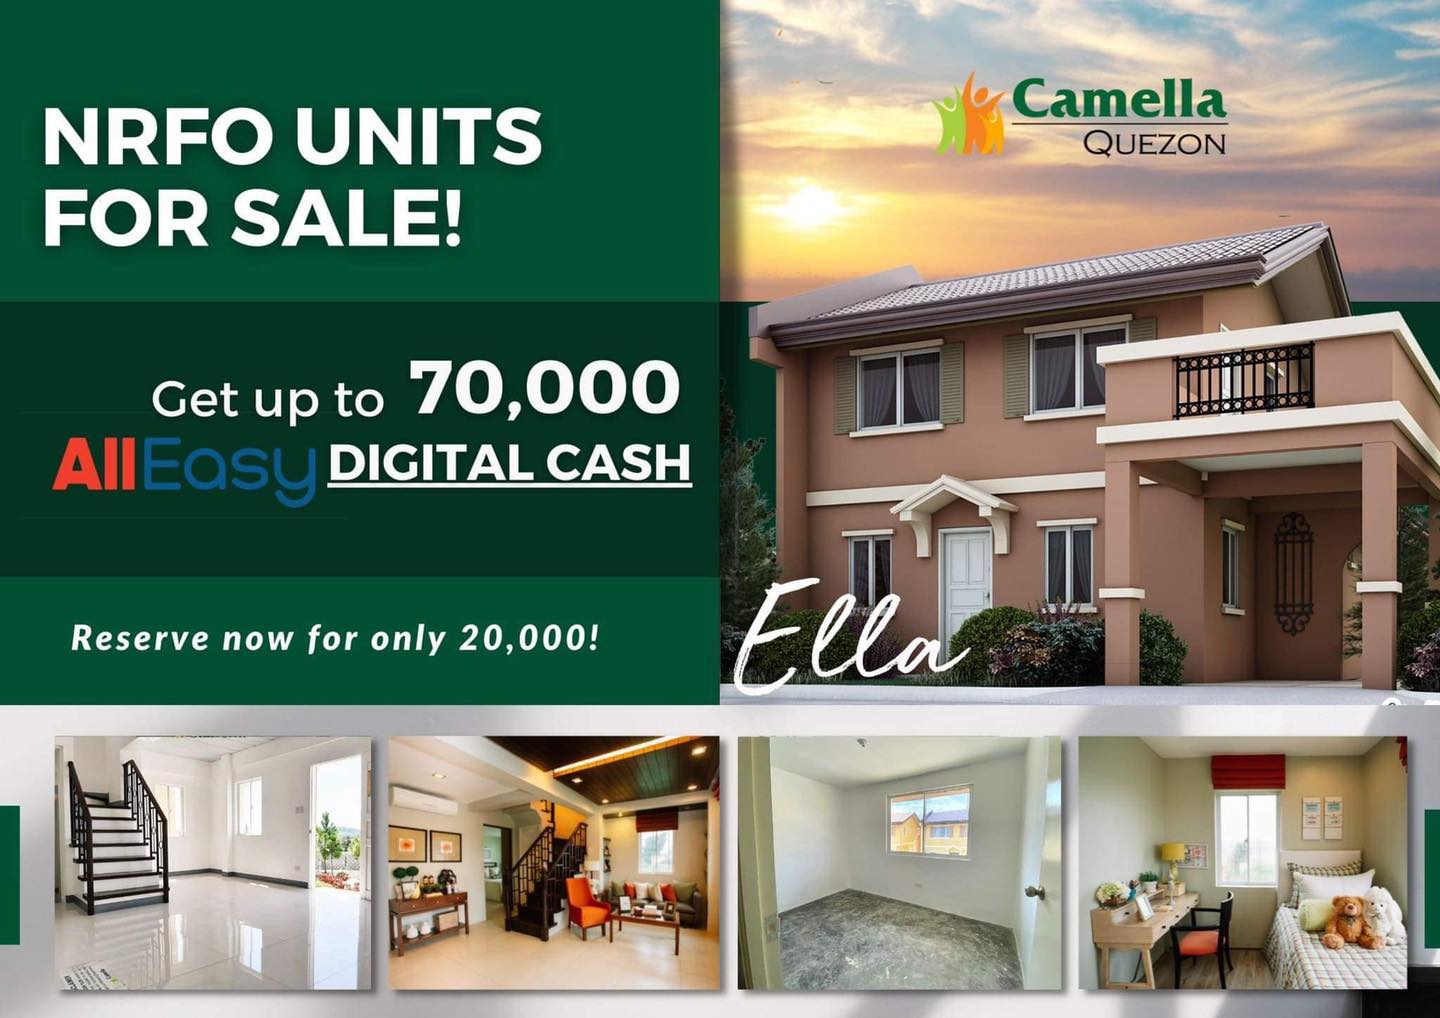 NRFO UNITS
FOR SALE!
Camella
QUEZON
Get up to 70,000
AllEasy DIGITAL CASH
Reserve now for only 20,000!
Ella